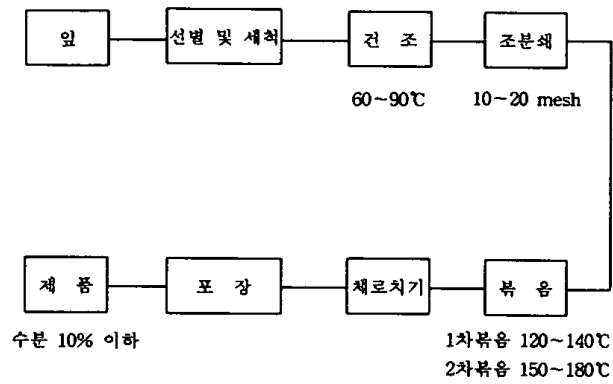 잎
선별 및 세척
건 조
조분쇄
60~90℃
10~20 mesh
제 품
포 장
채로치기
볶 음
수분 10% 이하
1차볶음 120~140℃
2차볶음 150~180℃